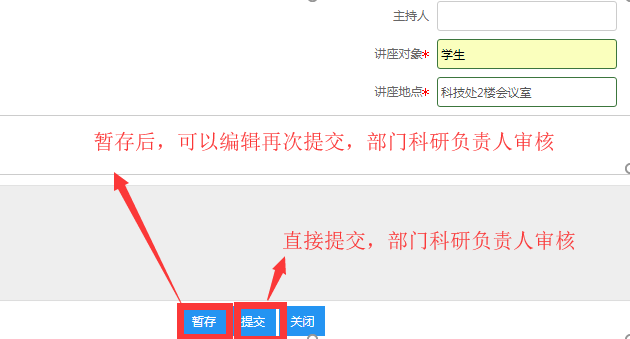 主持人
讲座对象* 学生
讲座地点* 科技处2楼会议室
暂存后，可以编辑再次提交，部门科研负责人审核
直接提交，部门科研负责人审核
暂存 提交 关闭